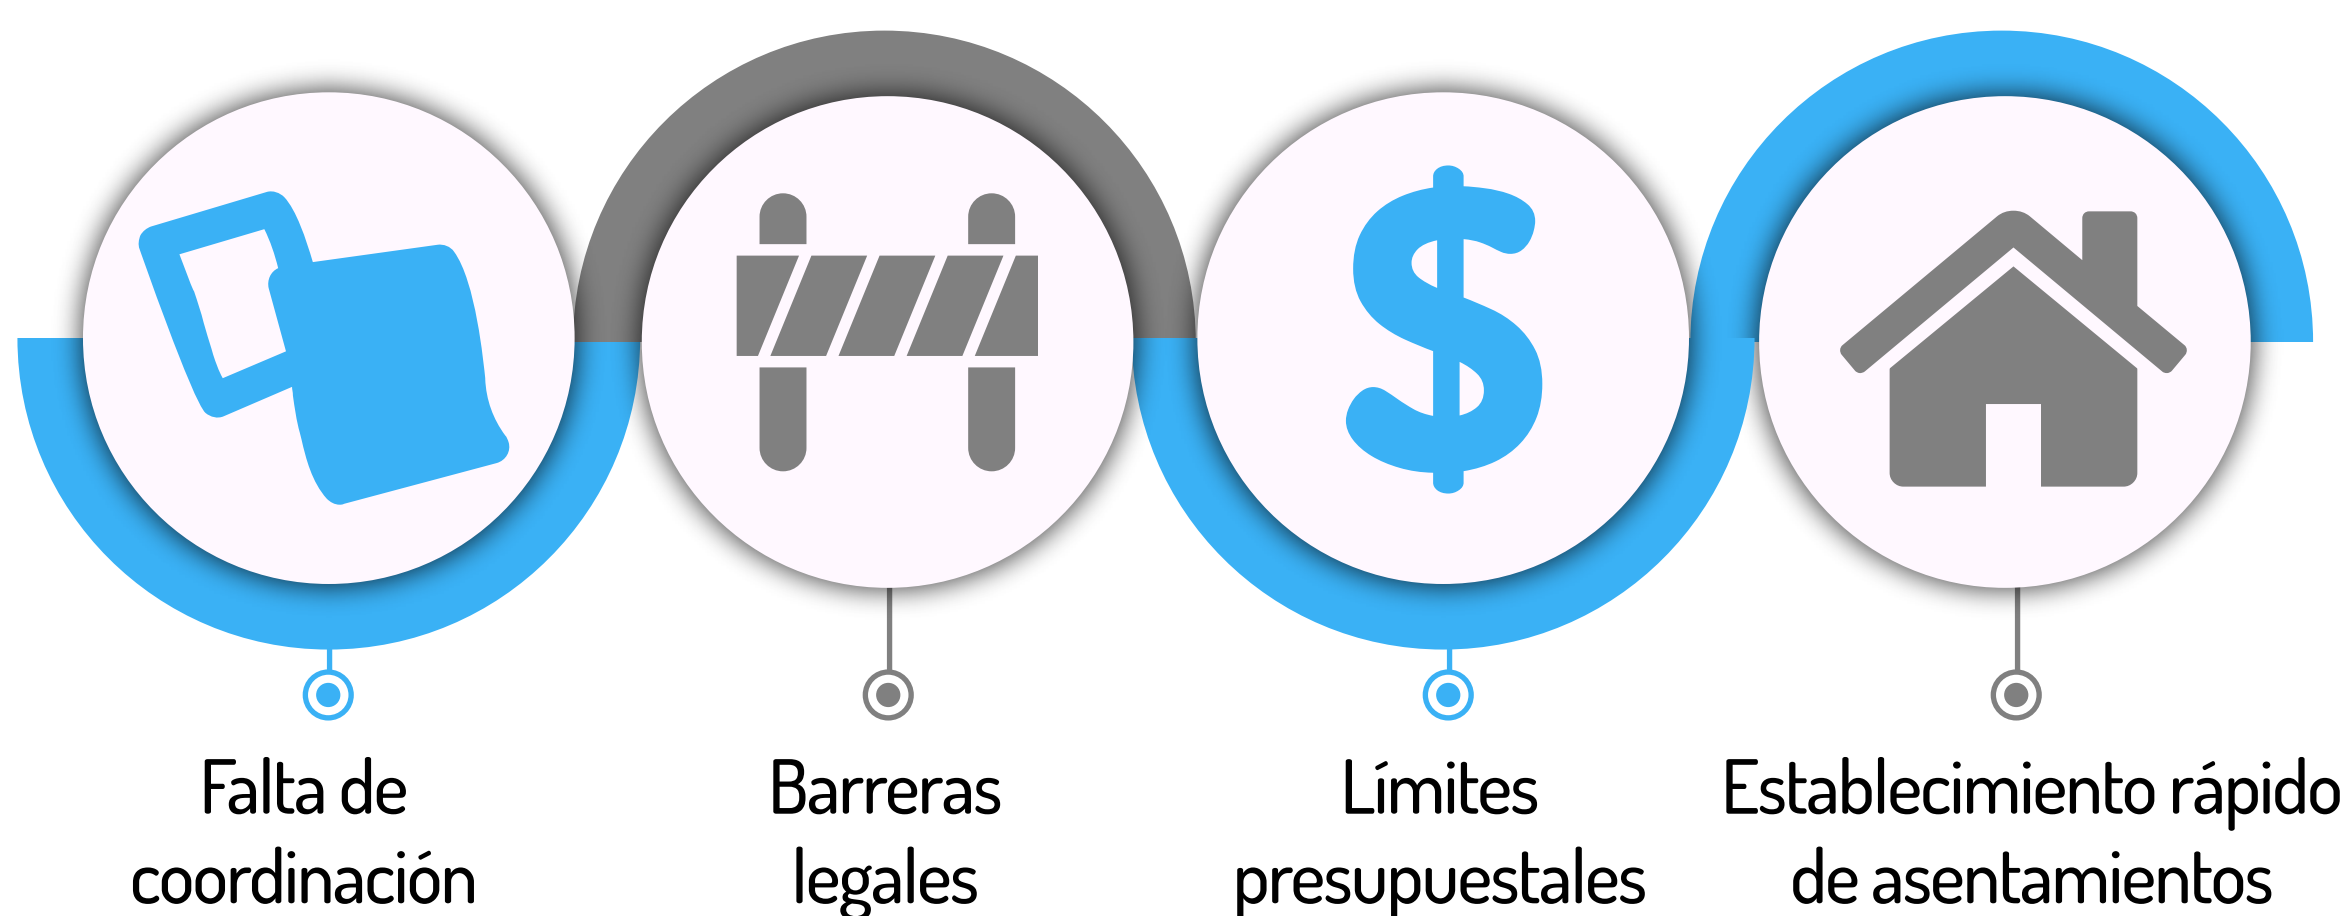 Falta de
coordinación
Barreras
legales
Límites
presupuestales
Establecimiento rápido
de asentamientos